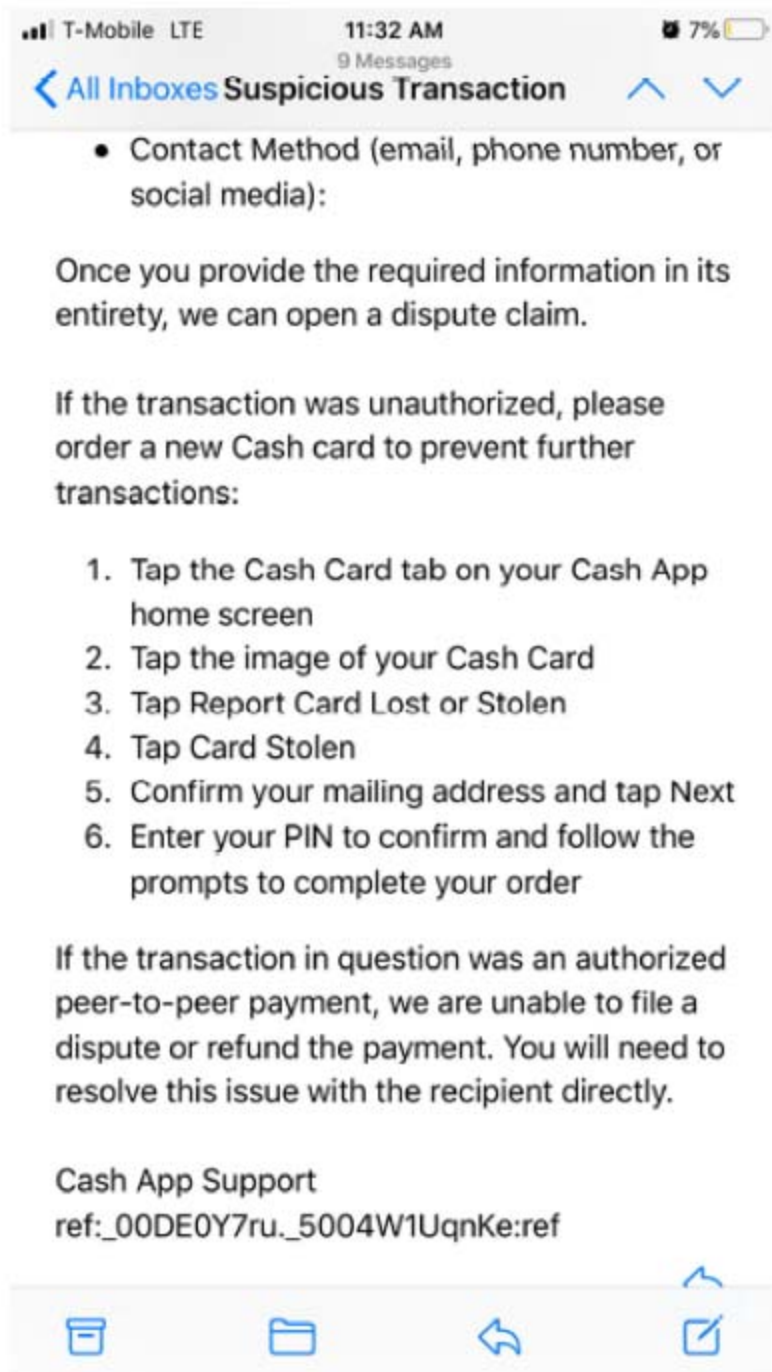 T-Mobile LTE 11:32 AM 7%
9 Messages
All Inboxes Suspicious Transaction
• Contact Method (email, phone number, or
social media):
Once you provide the required information in its
entirety, we can open a dispute claim.
If the transaction was unauthorized, please
order a new Cash card to prevent further
transactions:
1. Tap the Cash Card tab on your Cash App
home screen
2. Tap the image of your Cash Card
3. Tap Report Card Lost or Stolen
4. Tap Card Stolen
5. Confirm your mailing address and tap Next
6. Enter your PIN to confirm and follow the
prompts to complete your order
If the transaction in question was an authorized
peer-to-peer payment, we are unable to file a
dispute or refund the payment. You will need to
resolve this issue with the recipient directly.
Cash App Support
ref:_00DE0Y7ru._5004W1UqnKe:ref